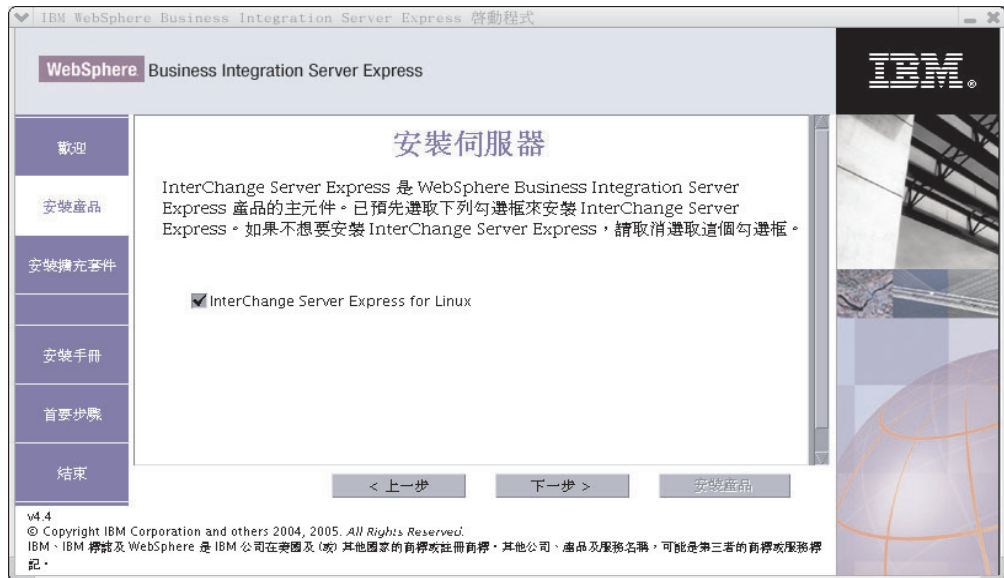 IBM WebSphere Business Integration Server Express 啓動程式
WebSphere. Business Integration Server Express
IBM®
歡迎
安裝產品
安裝擴充套件
安裝手冊
首要步驟
結束
安裝伺服器
InterChange Server Express 是 WebSphere Business Integration Server
Express 產品的主元件。已預先選取下列勾選框來安裝 InterChange Server
Express。如果不想要安裝 InterChange Server Express，請取消選取這個勾選框。
InterChange Server Express for Linux
< 上一步
下一步 >
安裝產品
v4.4
© Copyright IBM Corporation and others 2004, 2005. All Rights Reserved.
IBM、IBM 標誌及 WebSphere 是 IBM 公司在美國及 (或) 其他國家的商標或註冊商標。其他公司、產品及服務名稱，可能是第三者的商標或服務標
記。